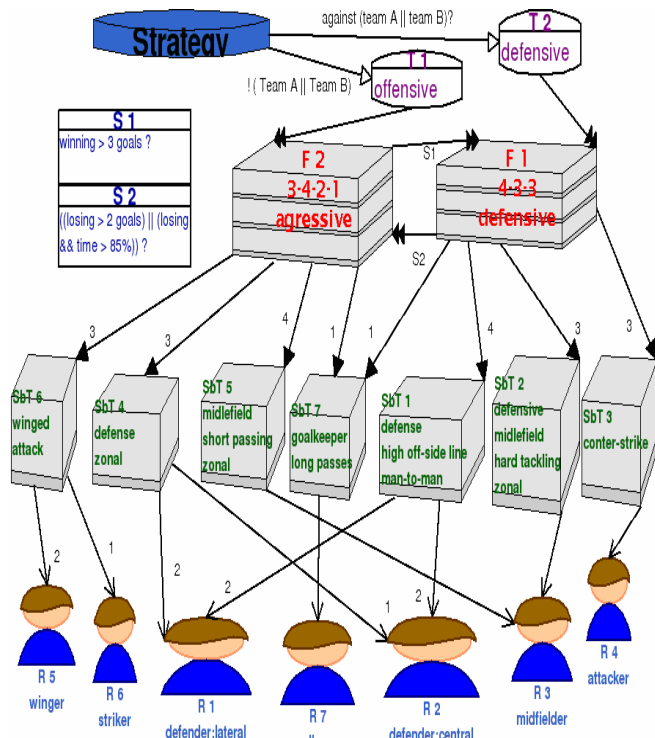 against (team A || team B)?
Strategy
T 2
defensive
T 1
offensive
! ( Team A || Team B)
S 1
winning > 3 goals ?
S 2
((losing > 2 goals) || (losing
&& time > 85%)) ?
F 2
3-4-2-1
agressive
S1
F 1
4-3-3
defensive
S2
3
3
4
1
1
4
3
3
SbT 6
winged
attack
SbT 4
defense
zonal
SbT 5
midlefield
short passing
zonal
SbT 7
goalkeeper
long passes
SbT 1
defense
high off-side line
man-to-man
SbT 2
defensive
midlefield
hard tackling
zonal
SbT 3
conter-strike
2
1
2
2
1
2
R 5
winger
R 6
striker
R 1
defender:lateral
R 7
R 2
defender:central
R 3
midfielder
R 4
attacker